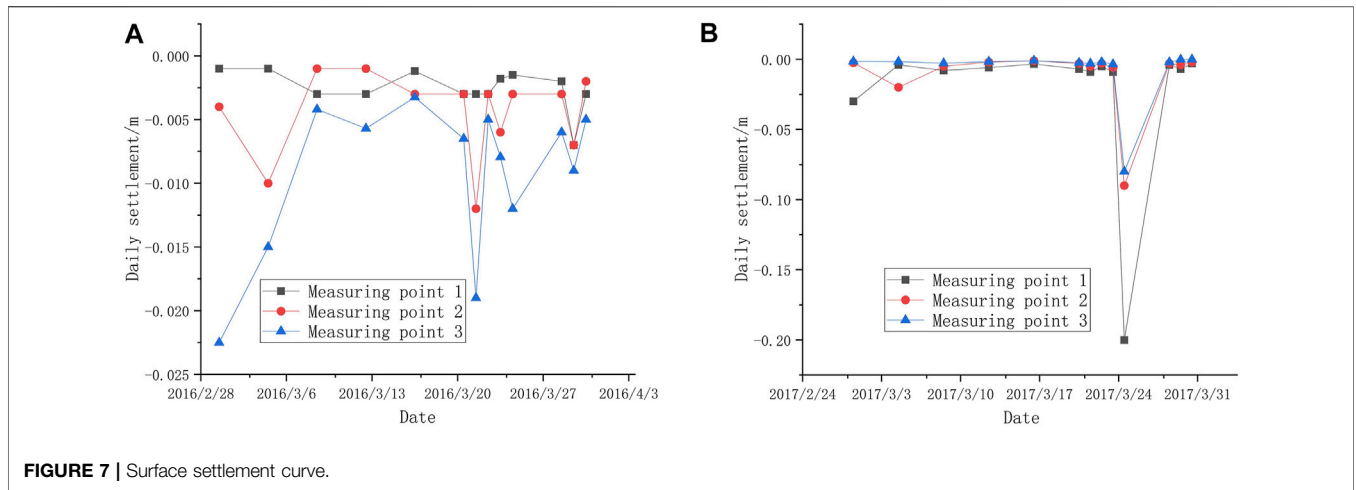 A
0.000
-0.005
-0.010
-0.015
-0.020
-0.025
Daily settlement/m
Measuring point 1
Measuring point 2
Measuring point 3
2016/2/28 2016/3/6 2016/3/13 2016/3/20 2016/3/27 2016/4/3
Date
B
0.00
-0.05
-0.10
-0.15
-0.20
Daily settlement/m
Measuring point 1
Measuring point 2
Measuring point 3
2017/2/24 2017/3/3 2017/3/10 2017/3/17 2017/3/24 2017/3/31
Date
FIGURE 7 | Surface settlement curve.